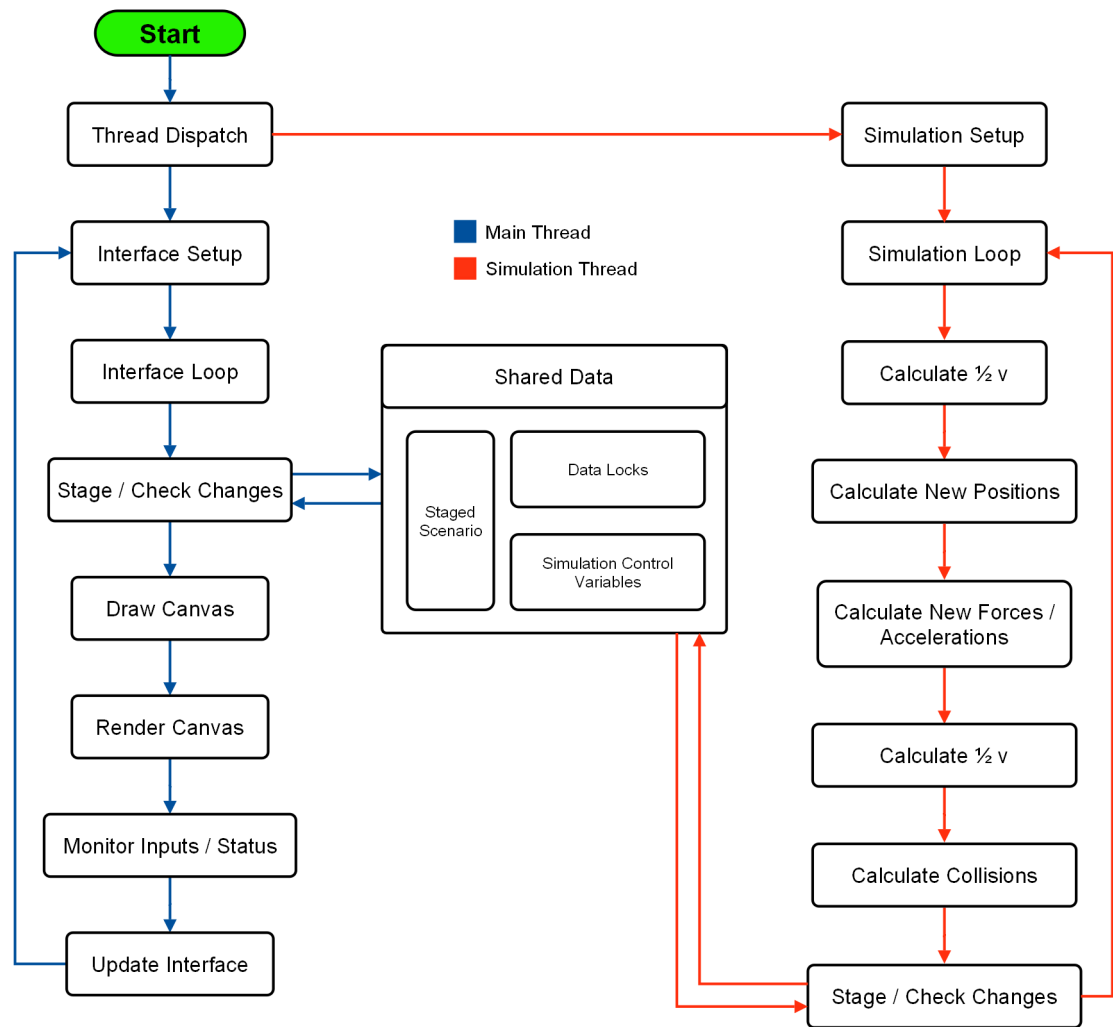 Start
Thread Dispatch
Simulation Setup
Interface Setup
Main Thread
Simulation Thread
Simulation Loop
Interface Loop
Shared Data
Calculate ½ v
Stage / Check Changes
Staged
Scenario
Data Locks
Simulation Control
Variables
Calculate New Positions
Draw Canvas
Calculate New Forces /
Accelerations
Render Canvas
Calculate ½ v
Monitor Inputs / Status
Calculate Collisions
Update Interface
Stage / Check Changes